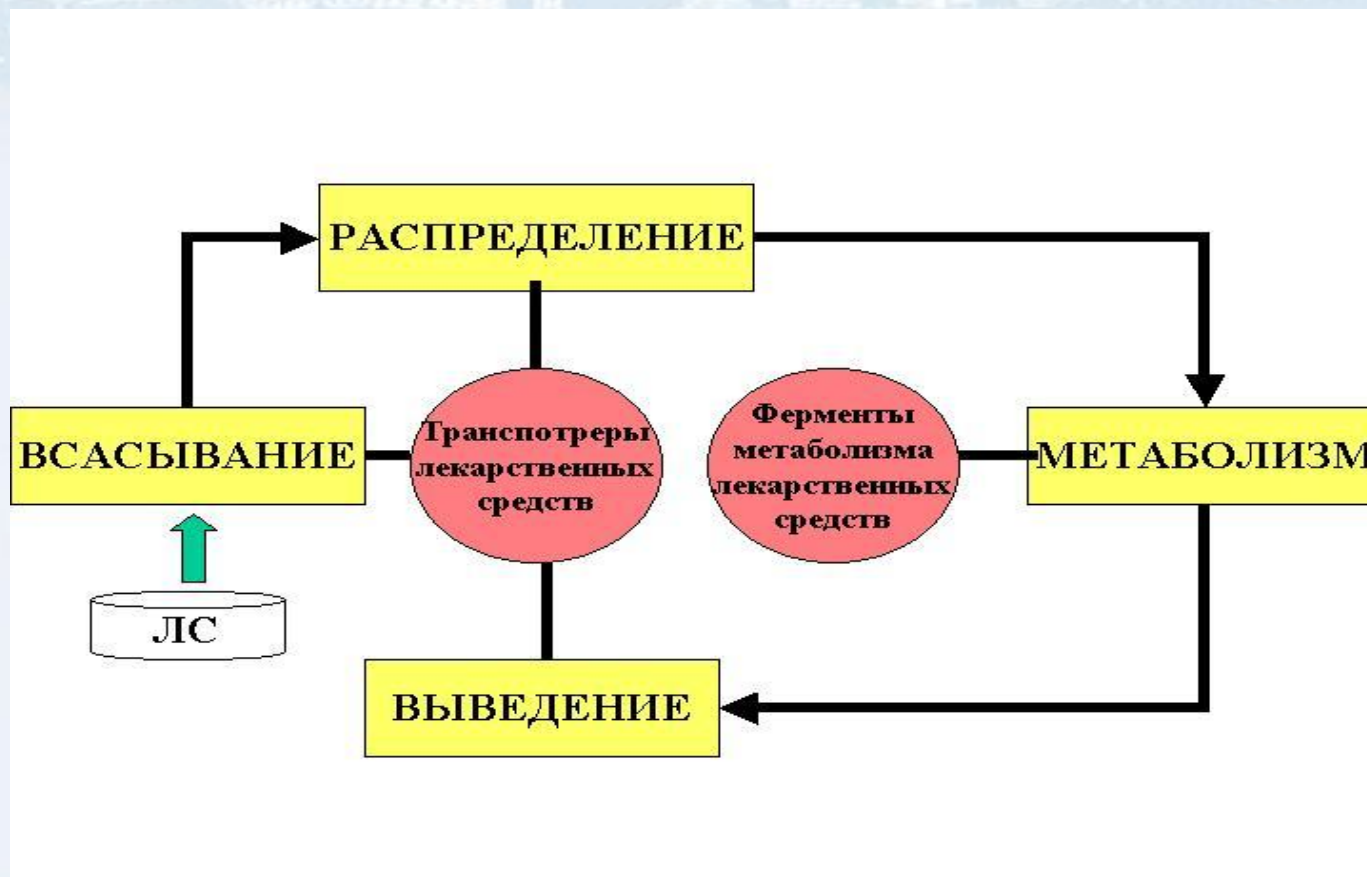 РАСПРЕДЕЛЕНИЕ
ВСАСЫВАНИЕ
Транспотреры
лекарственных
средств
Ферменты
метаболизма
лекарственных
средств
МЕТАБОЛИЗМ
ЛС
ВЫВЕДЕНИЕ